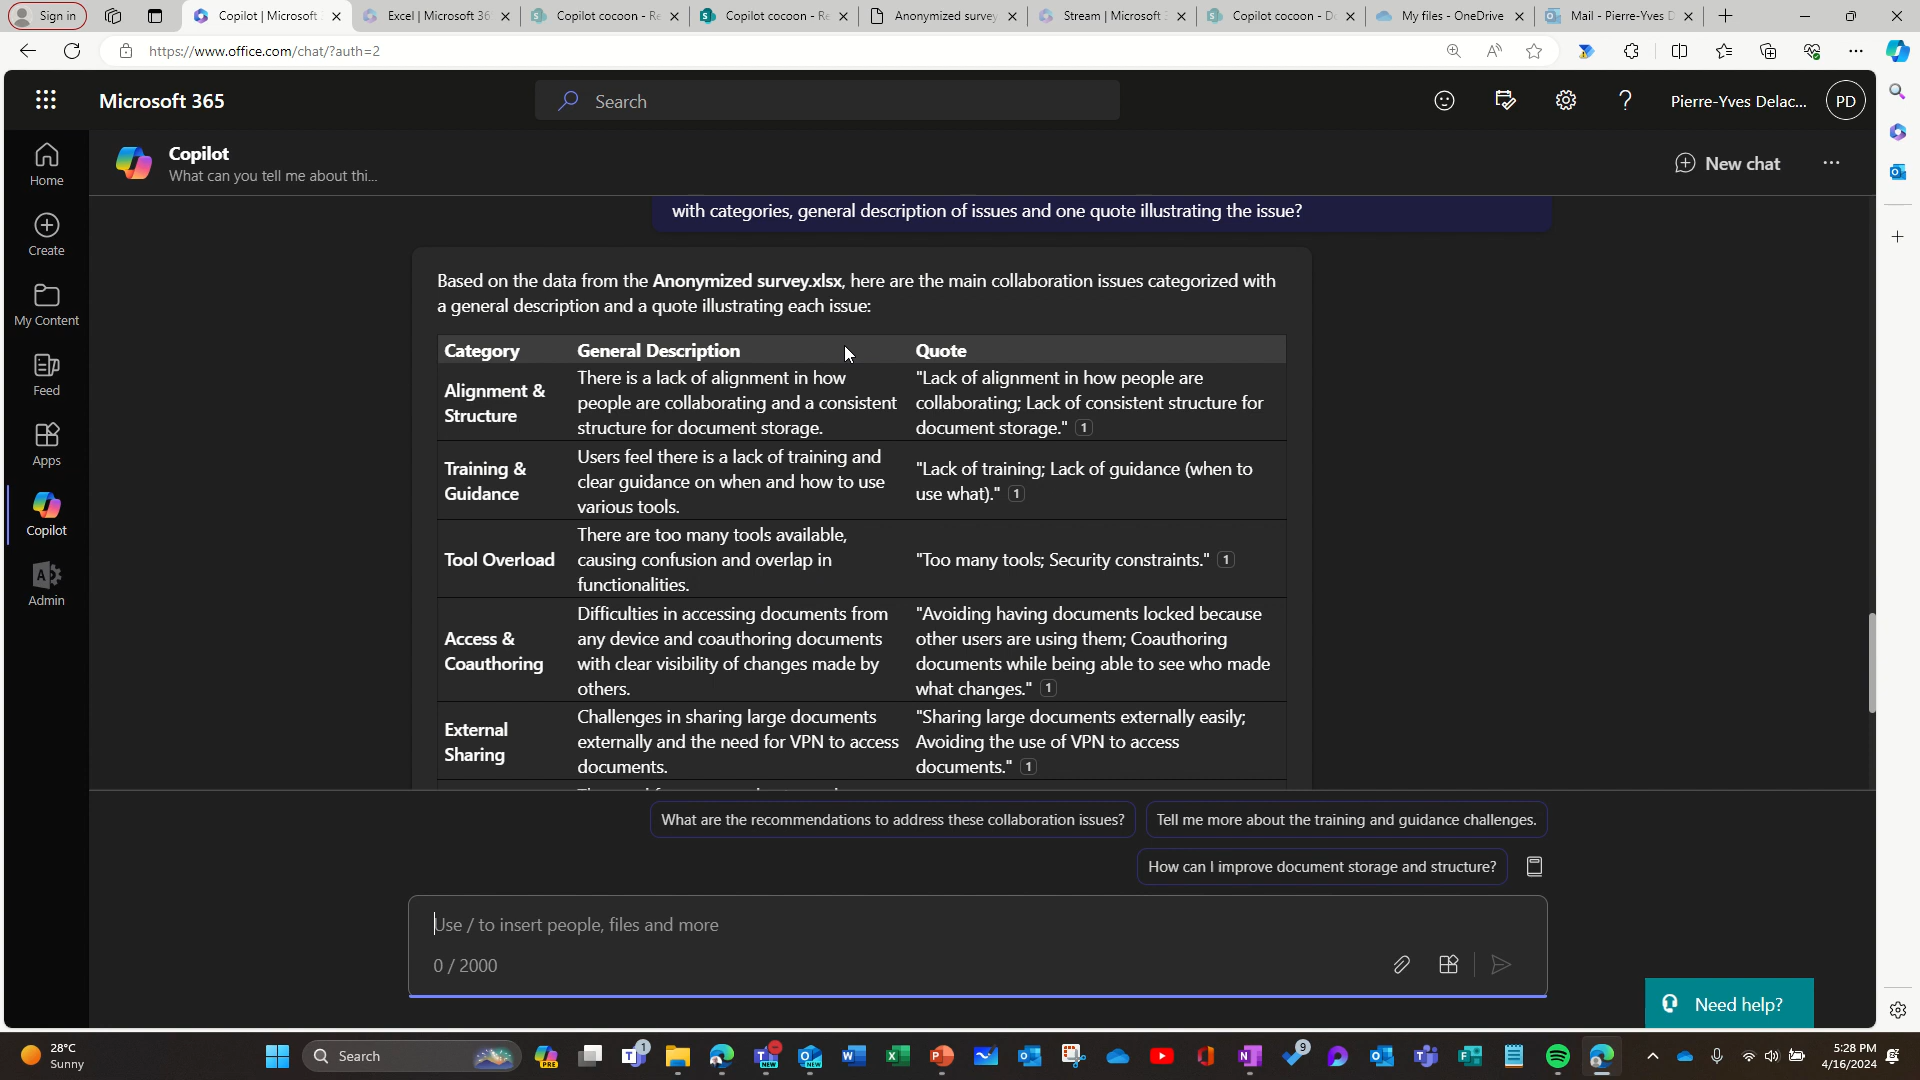 Sign in
Copilot | Microsoft
Excel | Microsoft 36
Copilot cocoon - Re
Copilot cocoon - Re
Anonymized survey
Stream | Microsoft
Copilot cocoon - Do
My files - OneDrive
Mail - Pierre-Yves D
https://www.office.com/chat/?auth=2
Microsoft 365
Search
Pierre-Yves Delac...
PD
Copilot
What can you tell me about thi...
New chat
Home
Create
My Content
Feed
Apps
Copilot
Admin
with categories, general description of issues and one quote illustrating the issue?
Based on the data from the Anonymized survey.xlsx, here are the main collaboration issues categorized with
a general description and a quote illustrating each issue:
Category General Description Quote
Alignment &
Structure
There is a lack of alignment in how
people are collaborating and a consistent
structure for document storage.
"Lack of alignment in how people are
collaborating; Lack of consistent structure for
document storage." 1
Training &
Guidance
Users feel there is a lack of training and
clear guidance on when and how to use
various tools.
"Lack of training; Lack of guidance (when to
use what)." 1
Tool Overload
There are too many tools available,
causing confusion and overlap in
functionalities.
"Too many tools; Security constraints." 1
Access &
Coauthoring
Difficulties in accessing documents from
any device and coauthoring documents
with clear visibility of changes made by
others.
"Avoiding having documents locked because
other users are using them; Coauthoring
documents while being able to see who made
what changes." 1
External
Sharing
Challenges in sharing large documents
externally and the need for VPN to access
documents.
"Sharing large documents externally easily;
Avoiding the use of VPN to access
documents." 1
What are the recommendations to address these collaboration issues?
Tell me more about the training and guidance challenges.
How can I improve document storage and structure?
Use / to insert people, files and more
0 / 2000
Need help?
28°C
Sunny
Search
PRE
1
NEW
NEW
9
5:28 PM
4/16/2024